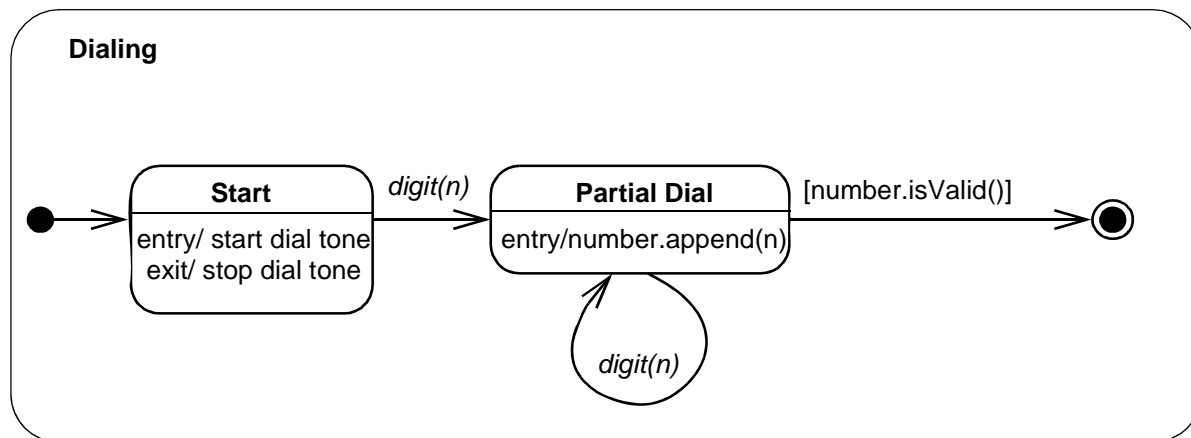 Dialing
Start
entry/ start dial tone
exit/ stop dial tone
digit(n)
Partial Dial
entry/number.append(n)
digit(n)
[number.isValid()]